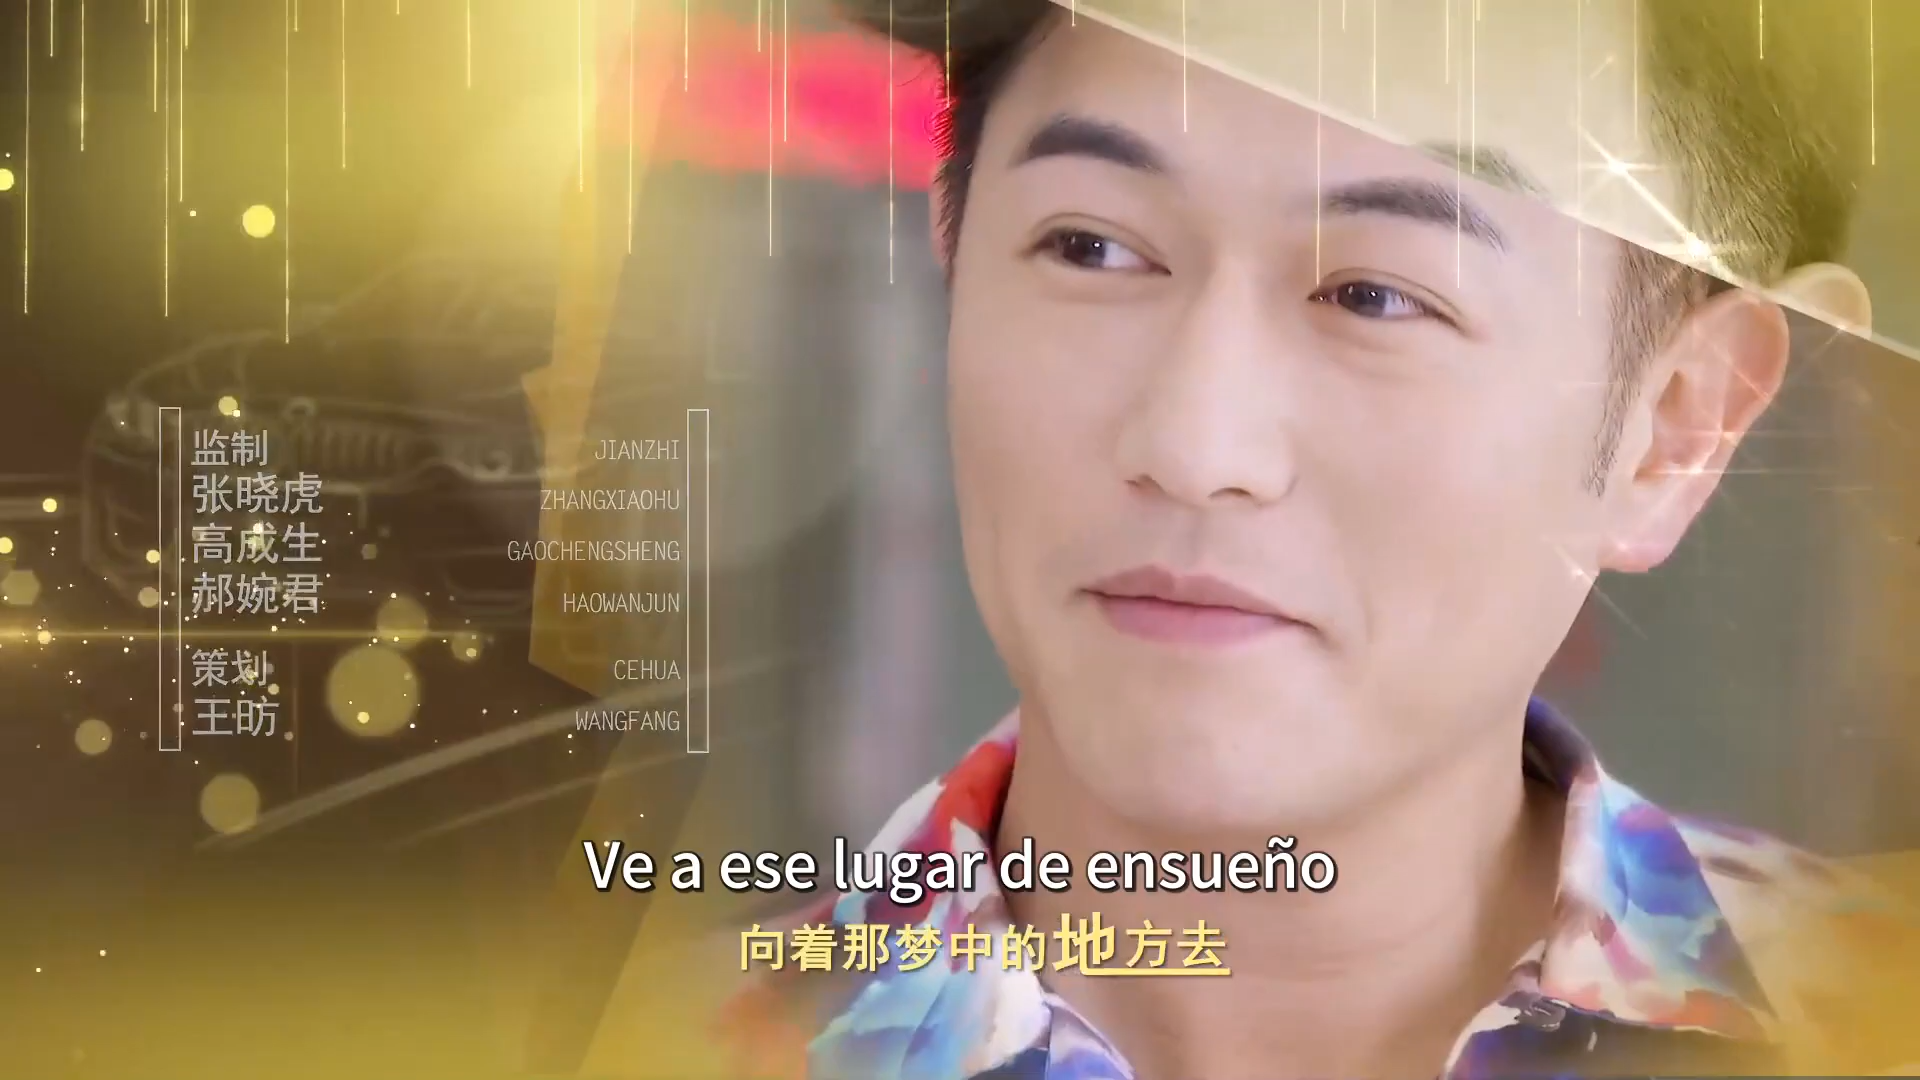 监制 JIANZHI
张晓虎 ZHANGXIAOHU
高成生 GAOCHENGSHENG
郝婉君 HAOWANJUN
策划 CEHUA
王昉 WANGFANG
Ve a ese lugar de ensueño
向着那梦中的地方去